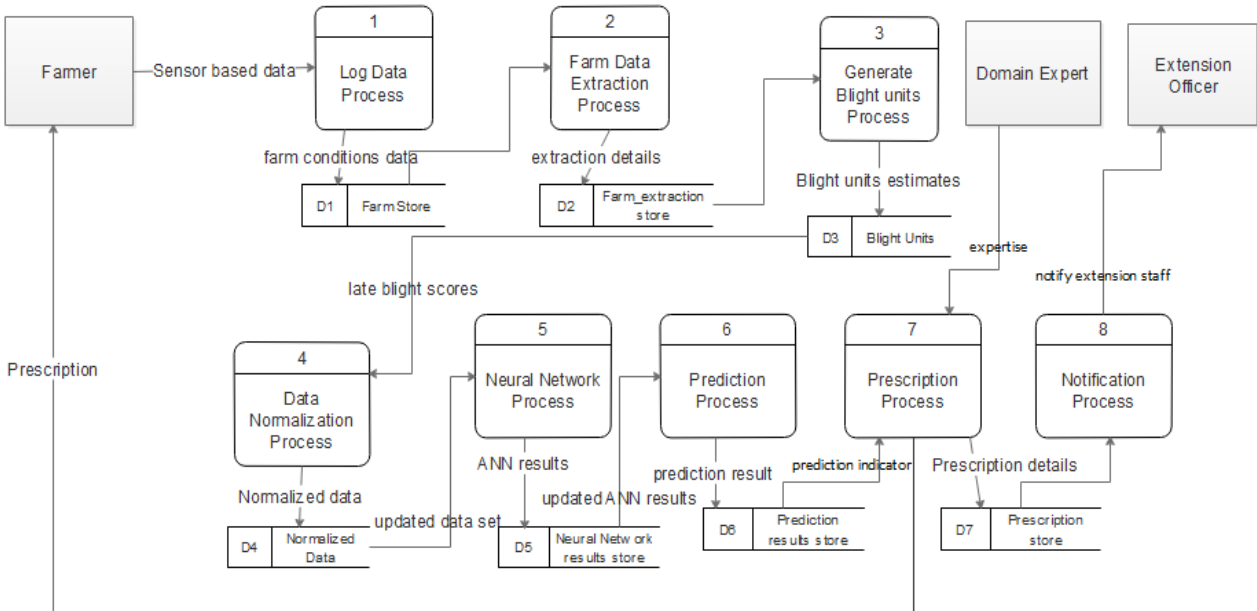 1
2
3
Farmer
Sensor based data
Log Data
Process
Farm Data
Extraction
Process
Generate
Blight units
Process
Domain Expert
Extension
Officer
farm conditions data
extraction details
Blight units estimates
D1
Farm Store
D2
Farm_extraction
store
D3
Blight Units
expertise
notify extension staff
late blight scores
Prescription
4
Data
Normalization
Process
5
Neural Network
Process
6
Prediction
Process
7
Prescription
Process
8
Notification
Process
Normalized data
ANN results
prediction result
prediction indicator
Prescription details
updated data set
updated ANN results
D4
Normalized
Data
D5
Neural Network
results store
D6
Prediction
results store
D7
Prescription
store